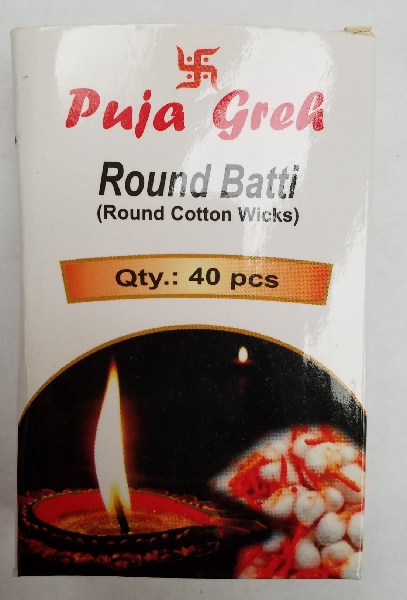 Puja Greh
Round Batti
(Round Cotton Wicks)
Qty.: 40 pcs